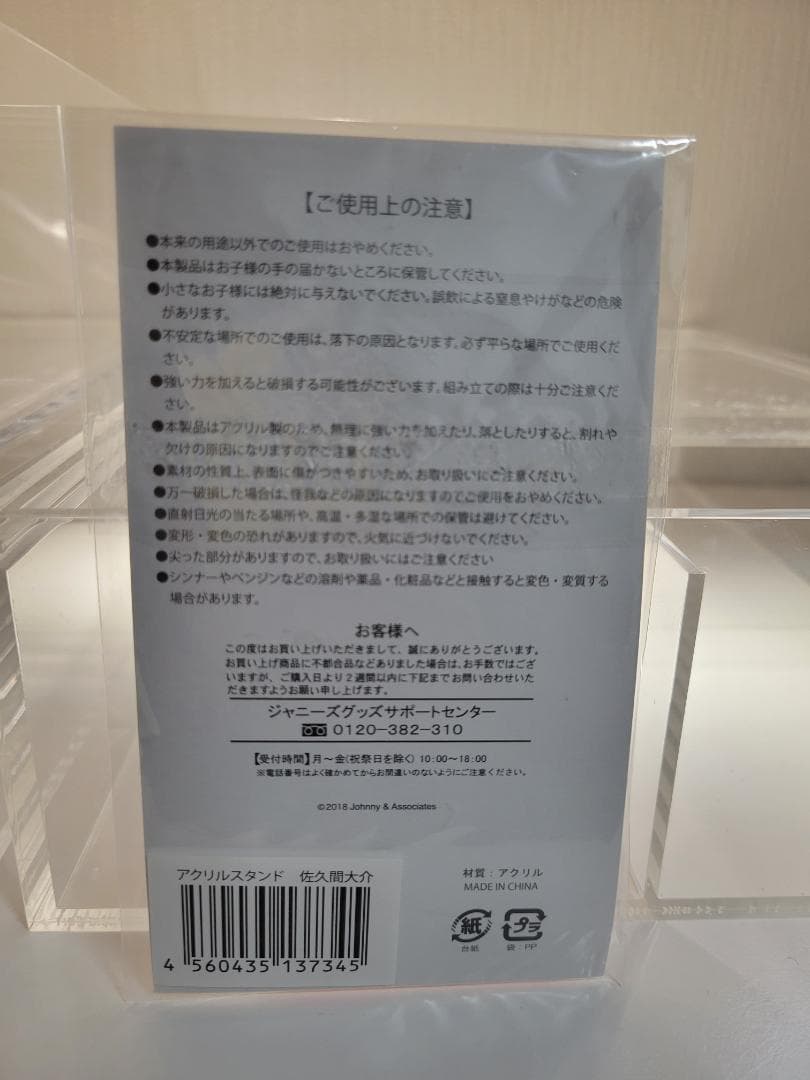 【ご使用上の注意】
●本来の用途以外でのご使用はおやめください。
●本製品はお子様の手の届かないところに保管してください。
●小さなお子様には絶対に与えないでください。誤飲による窒息やけがなどの危険
があります。
●不安定な場所でのご使用は、落下の原因となります。必ず平らな場所でご使用くだ
さい。
●強い力を加えると破損する可能性がございます。組み立ての際は十分ご注意くだ
さい。
●本製品はアクリル製のため、無理に強い力を加えたり、落としたりすると、割れや
欠けの原因になりますのでご注意ください。
●素材の性質上、表面に傷がつきやすいため、お取り扱いにご注意ください。
●万一破損した場合は、怪我などの原因になりますのでご使用をおやめください。
●直射日光の当たる場所や、高温・多湿な場所での保管は避けてください。
●変形・変色の恐れがありますので、火気に近づけないでください。
●尖った部分がありますので、お取り扱いにはご注意ください
●シンナーやベンジンなどの溶剤や薬品・化粧品などと接触すると変色・変質する
場合があります。
お客様へ
この度はお買い上げいただきまして、誠にありがとうございます。
お買い上げ商品に不都合品などありました場合は、お手数ではござ
いますが、ご購入日より2週間以内に下記までお問い合わせいた
だきますようお願い申し上げます。
ジャニーズグッズサポートセンター
0120-382-310
【受付時間】月〜金(祝祭日を除く) 10:00〜18:00
※電話番号はよく確かめてからお間違いのないようにご注意ください。
©2018 Johnny & Associates
アクリルスタンド 佐久間大介
4 560435 137345
材質：アクリル
MADE IN CHINA
紙 プラ
台紙 袋：PP